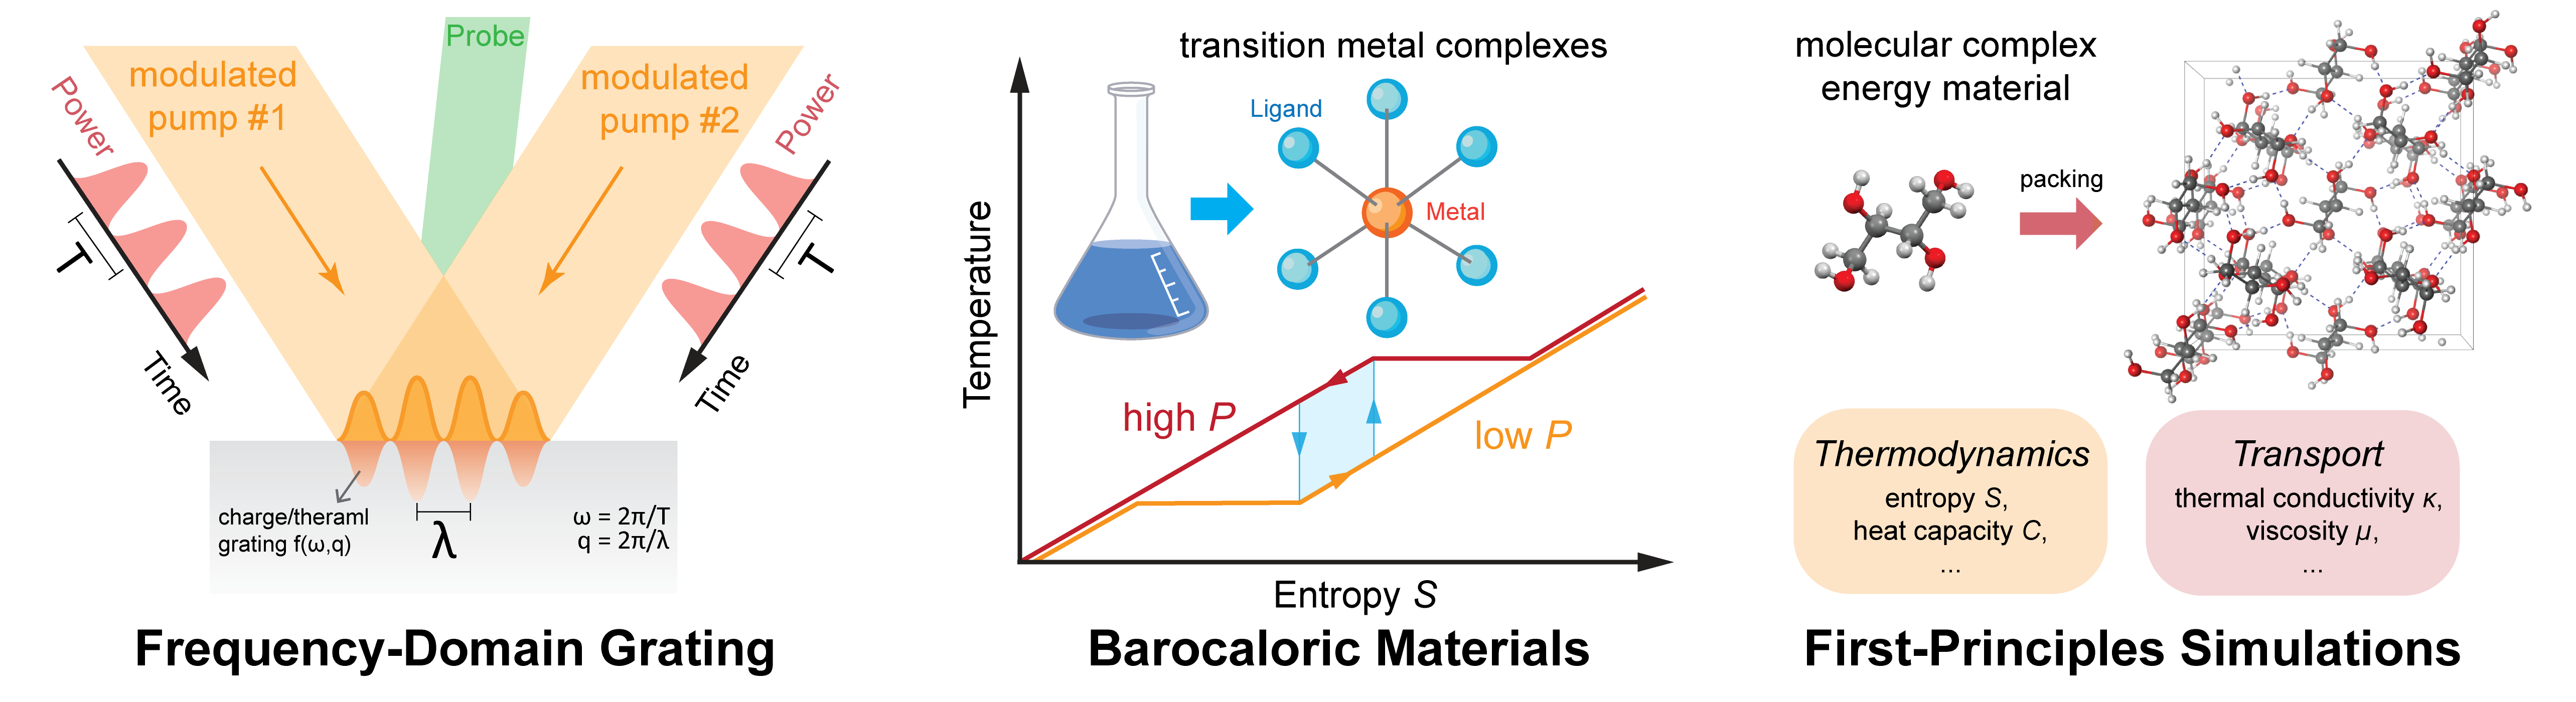 Probe
modulated
pump #1
modulated
pump #2
Power
Power
T
T
Time
Time
charge/theraml
grating f(ω,q)
λ
ω = 2π/T
q = 2π/λ
Frequency-Domain Grating
transition metal complexes
Ligand
Metal
Temperature
high P
low P
Entropy S
Barocaloric Materials
molecular complex
energy material
packing
Thermodynamics
entropy S,
heat capacity C,
...
Transport
thermal conductivity κ,
viscosity μ,
...
First-Principles Simulations